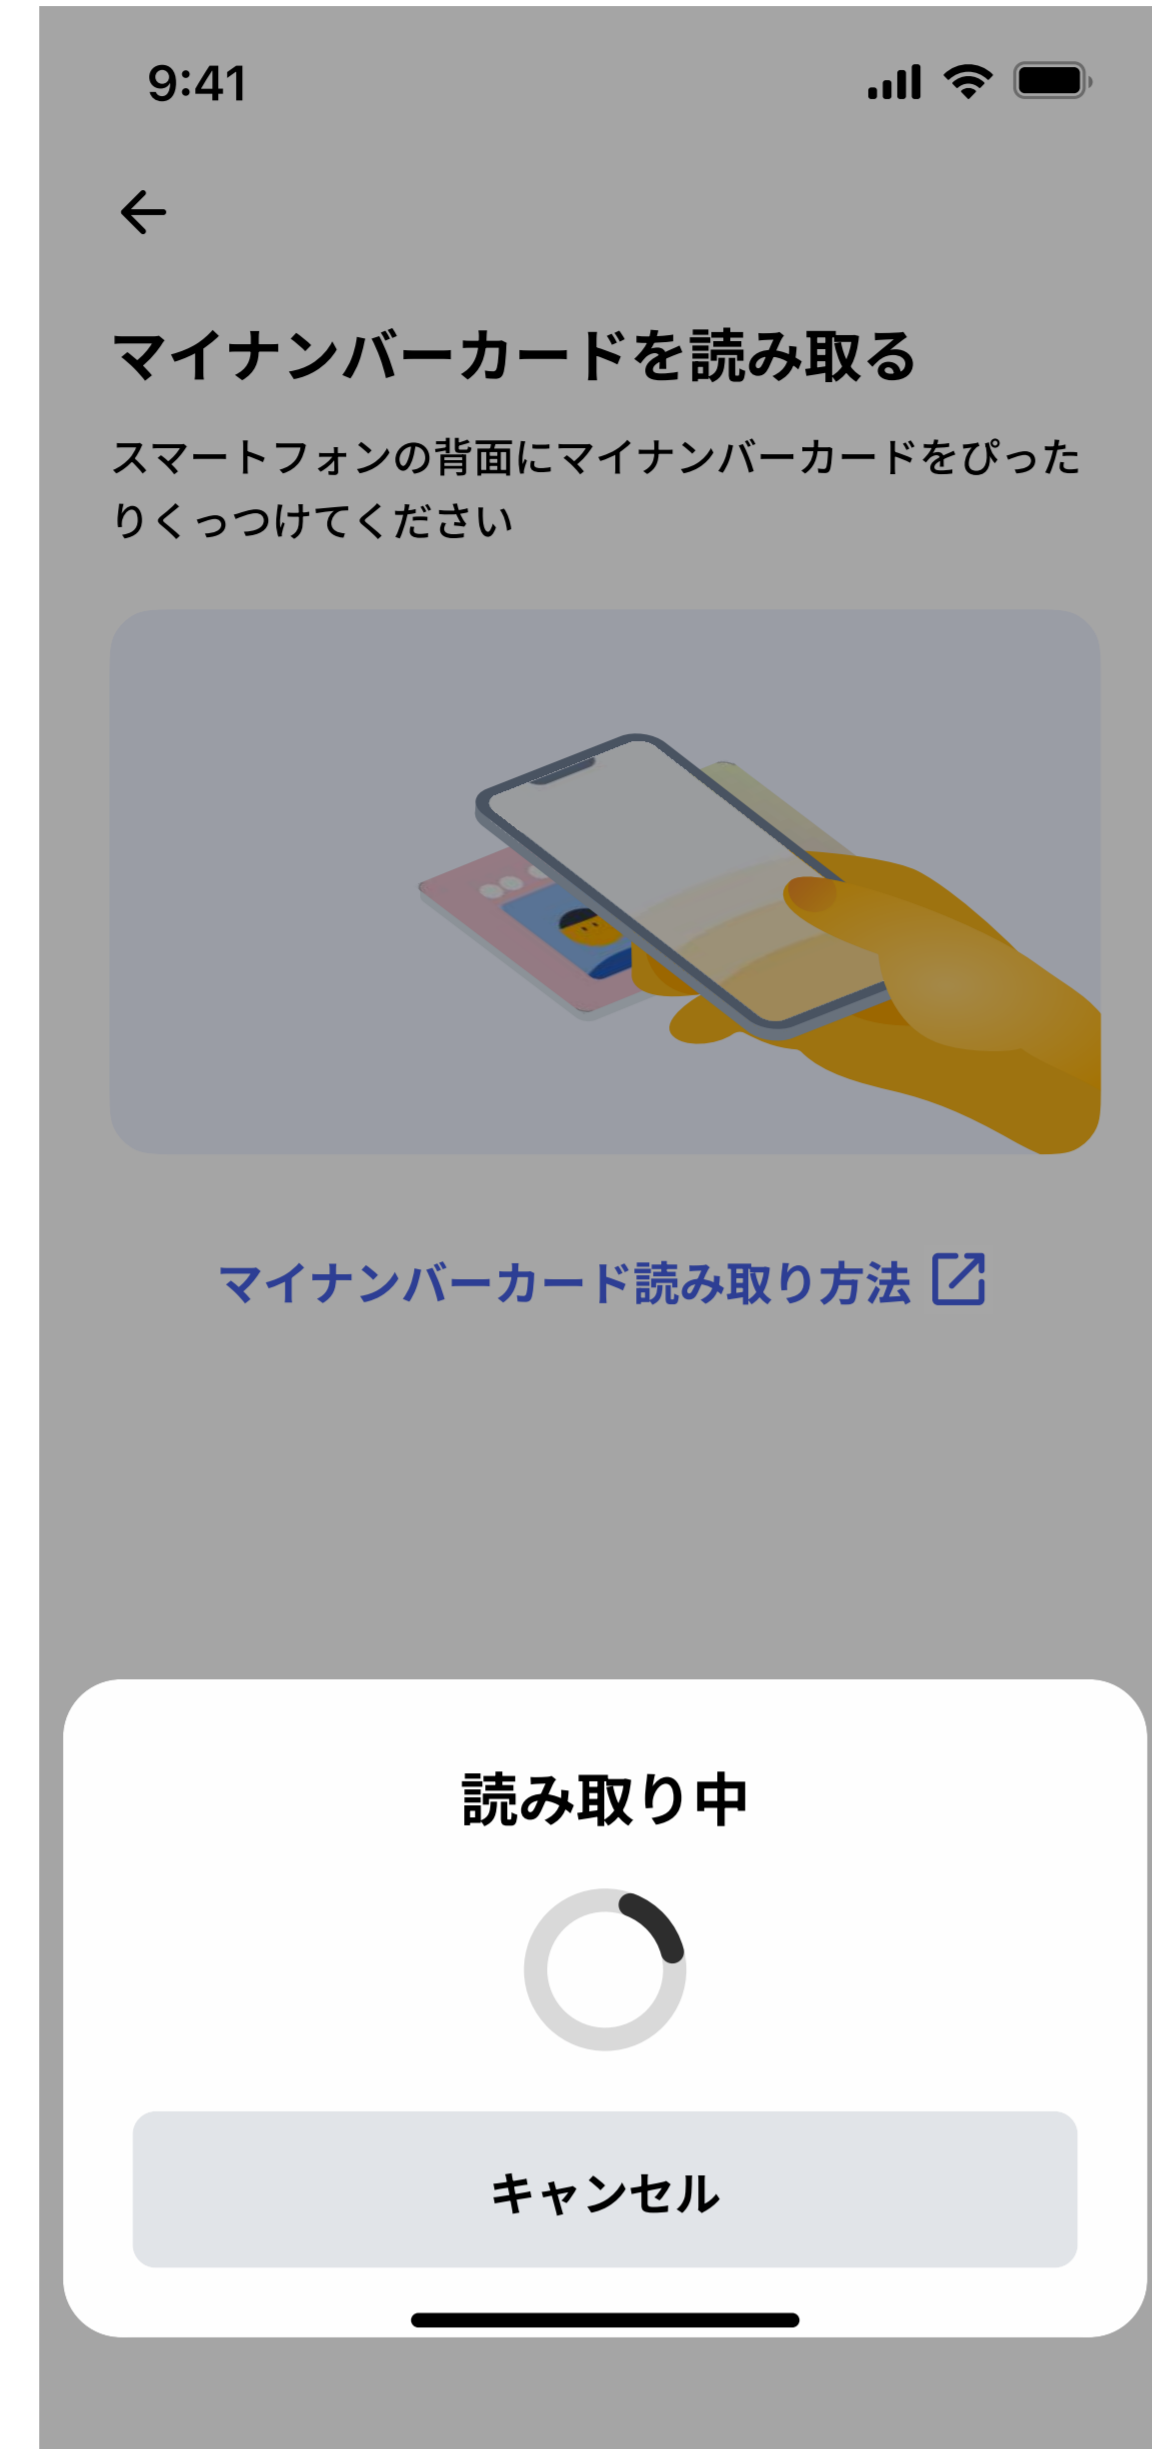 9:41
マイナンバーカードを読み取る
スマートフォンの背面にマイナンバーカードをぴった
りくっつけてください
マイナンバーカード読み取り方法
読み取り中
キャンセル